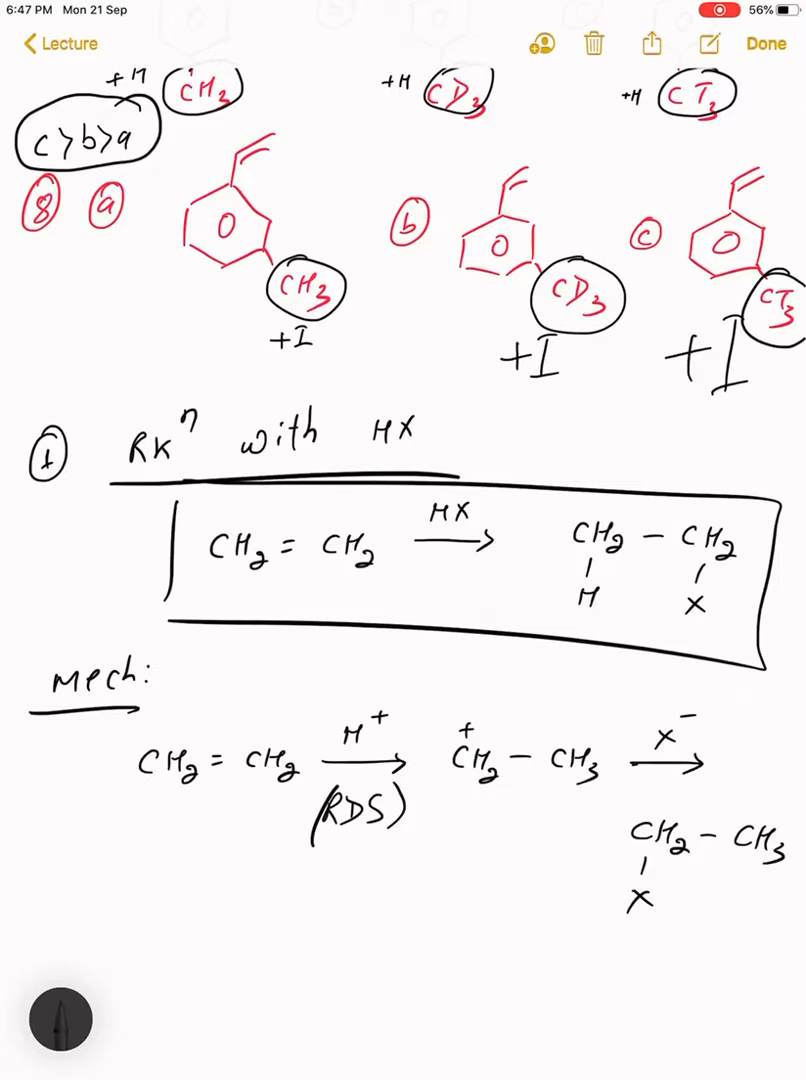 6:47 PM Mon 21 Sep 56%
Lecture Done
+H CH3 +H CD3 +H CT3
c>b>a
8 a b c
CH3 CD3 CT3
+I +I +I
1 RKⁿ with HX
CH2 = CH2 HX → CH2 - CH2
H X
Mech:
CH2 = CH2 H⁺ → ⁺CH2 - CH3 X⁻ →
(RDS)
CH2 - CH3
X